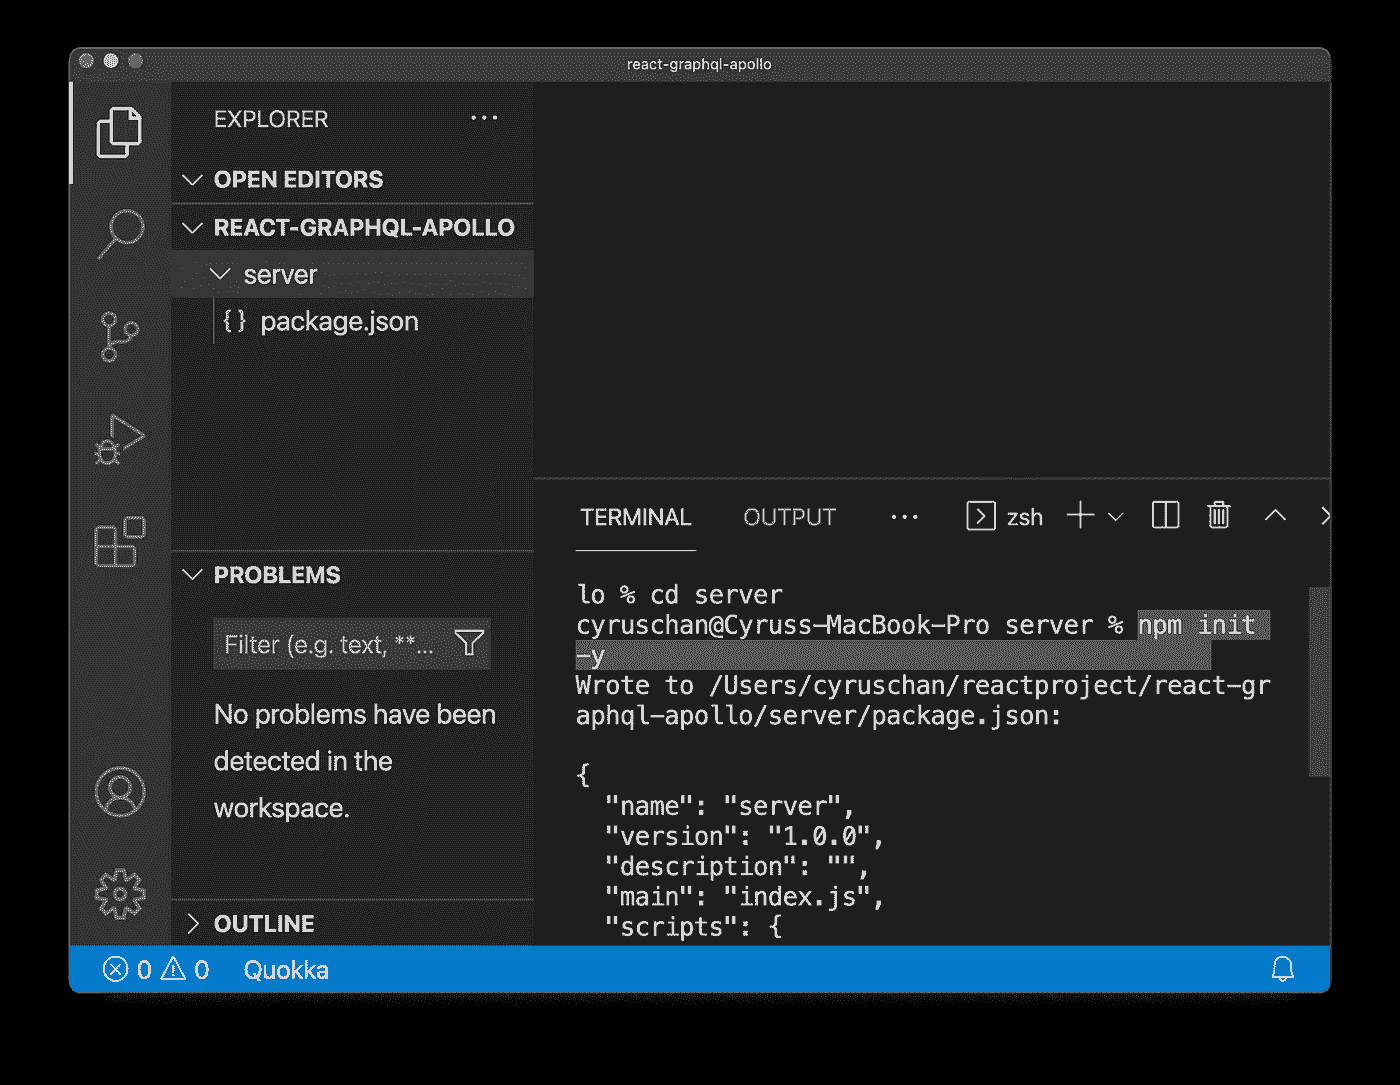 react-graphql-apollo
EXPLORER
OPEN EDITORS
REACT-GRAPHQL-APOLLO
server
{} package.json
PROBLEMS
Filter (e.g. text, **...
No problems have been
detected in the
workspace.
OUTLINE
TERMINAL OUTPUT ... zsh
lo % cd server
cyruschan@Cyruss-MacBook-Pro server % npm init
-y
Wrote to /Users/cyruschan/reactproject/react-gr
aphql-apollo/server/package.json:
{
"name": "server",
"version": "1.0.0",
"description": "",
"main": "index.js",
"scripts": {
0 0 Quokka